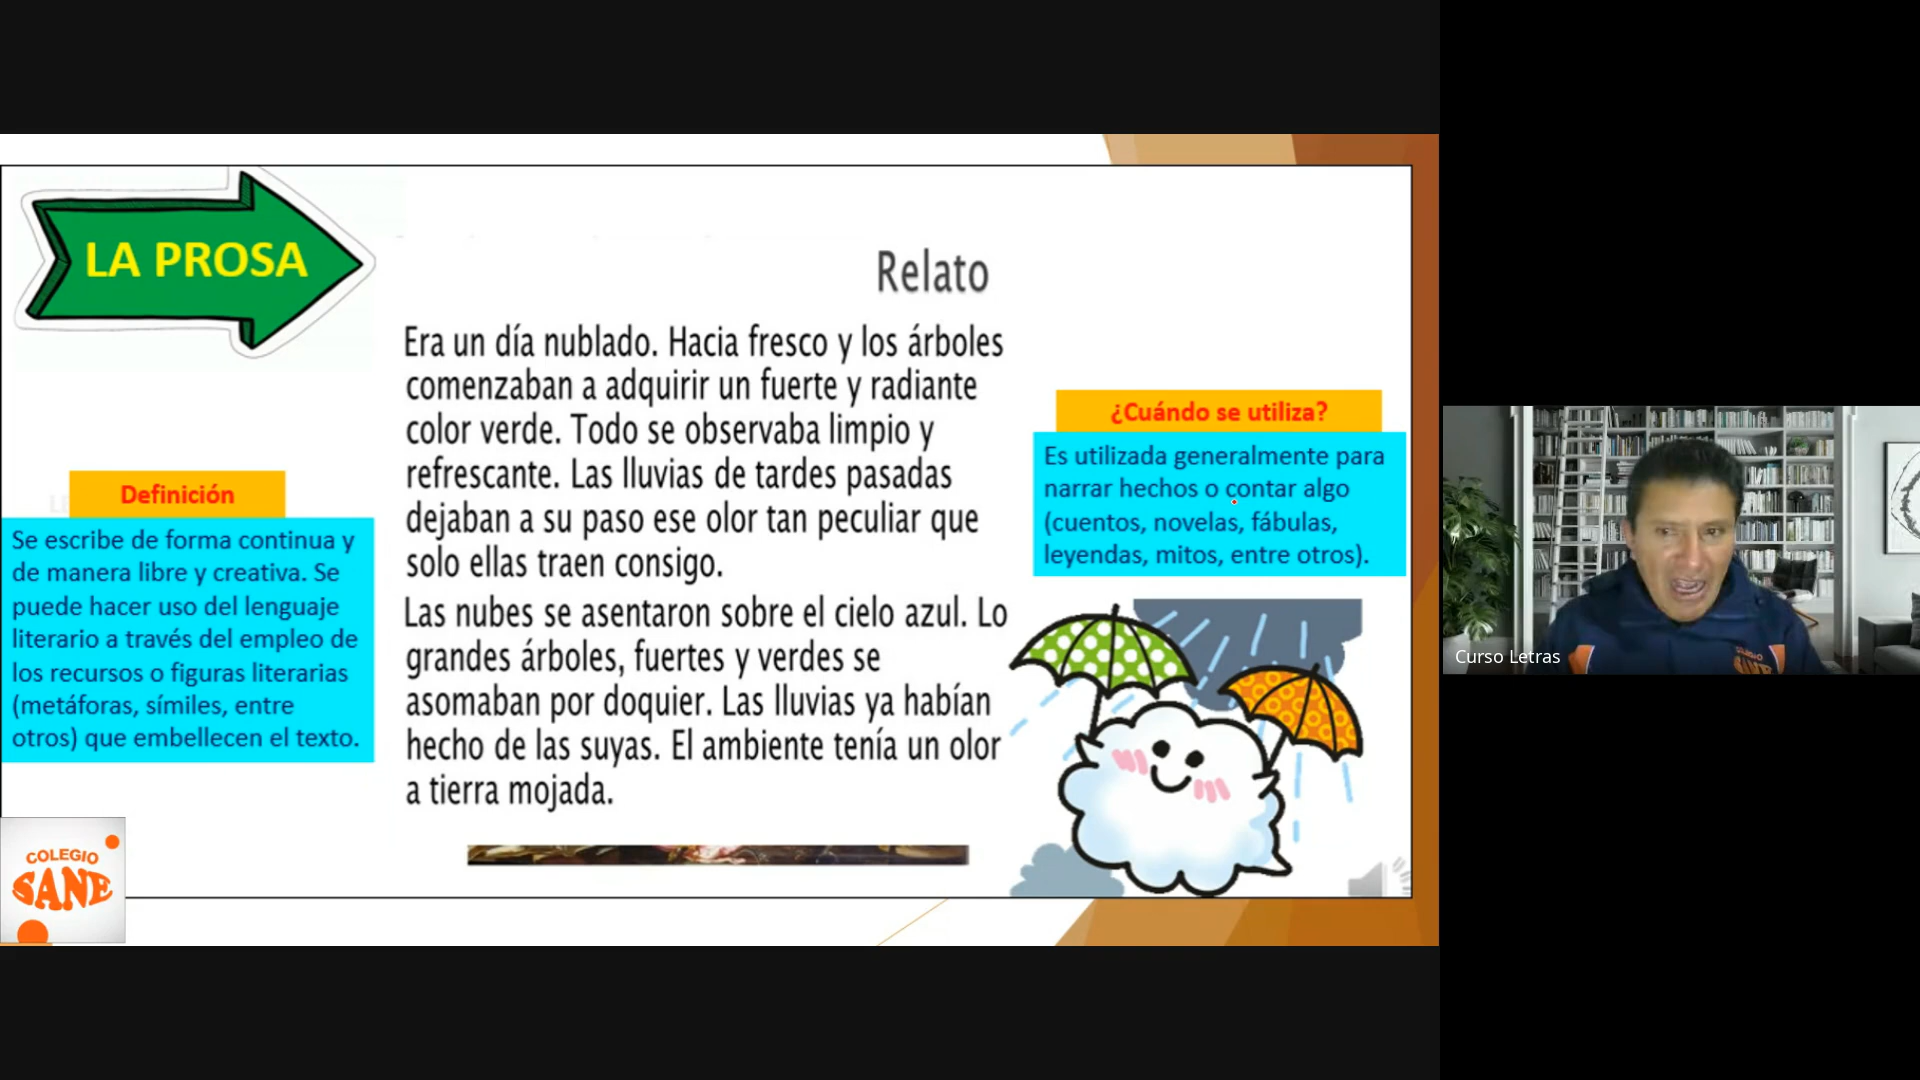 LA PROSA
Relato
Era un día nublado. Hacia fresco y los árboles
comenzaban a adquirir un fuerte y radiante
color verde. Todo se observaba limpio y
refrescante. Las lluvias de tardes pasadas
dejaban a su paso ese olor tan peculiar que
solo ellas traen consigo.
Las nubes se asentaron sobre el cielo azul. Lo
grandes árboles, fuertes y verdes se
asomaban por doquier. Las lluvias ya habían
hecho de las suyas. El ambiente tenía un olor
a tierra mojada.
Definición
Se escribe de forma continua y
de manera libre y creativa. Se
puede hacer uso del lenguaje
literario a través del empleo de
los recursos o figuras literarias
(metáforas, símiles, entre
otros) que embellecen el texto.
¿Cuándo se utiliza?
Es utilizada generalmente para
narrar hechos o contar algo
(cuentos, novelas, fábulas,
leyendas, mitos, entre otros).
COLEGIO
SANE
Curso Letras